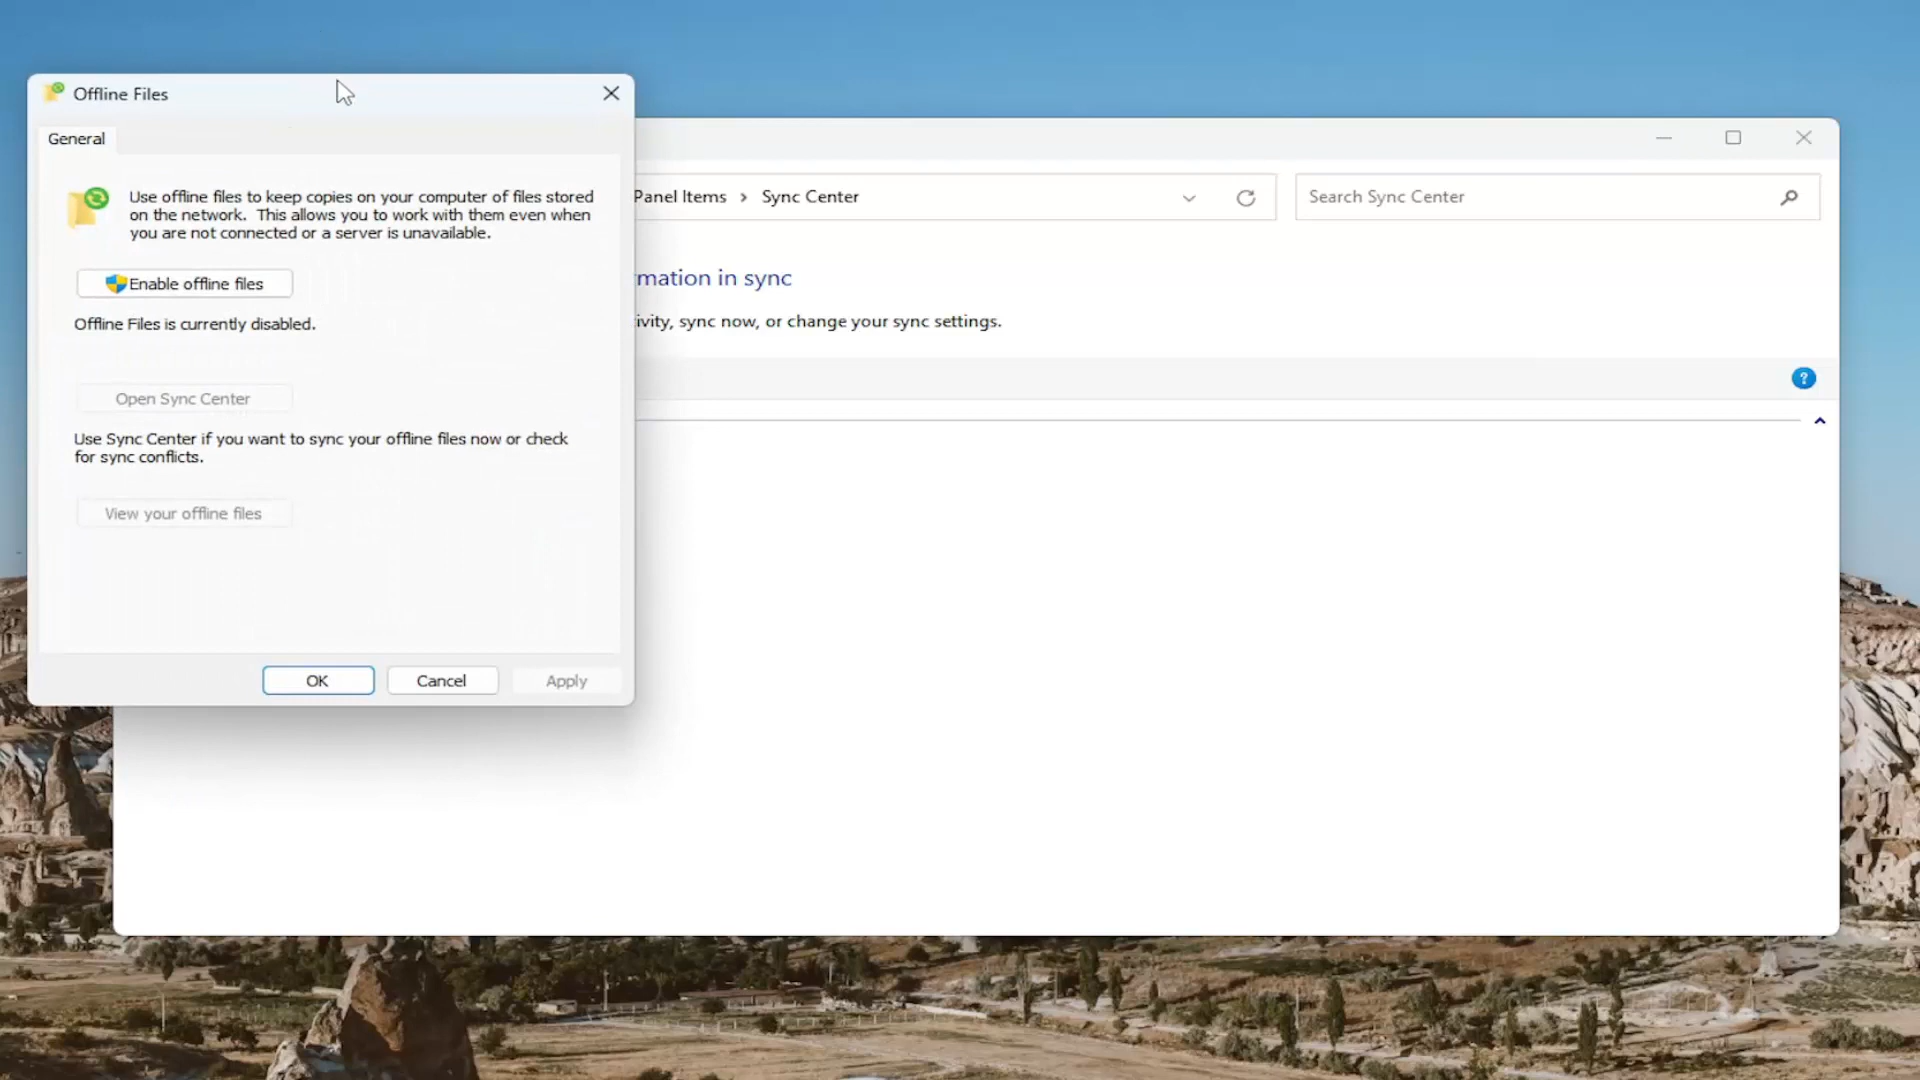 Offline Files
General
Use offline files to keep copies on your computer of files stored
on the network. This allows you to work with them even when
you are not connected or a server is unavailable.
Enable offline files
Offline Files is currently disabled.
Open Sync Center
Use Sync Center if you want to sync your offline files now or check
for sync conflicts.
View your offline files
OK Cancel Apply
Panel Items › Sync Center
Search Sync Center
mation in sync
ivity, sync now, or change your sync settings.
?